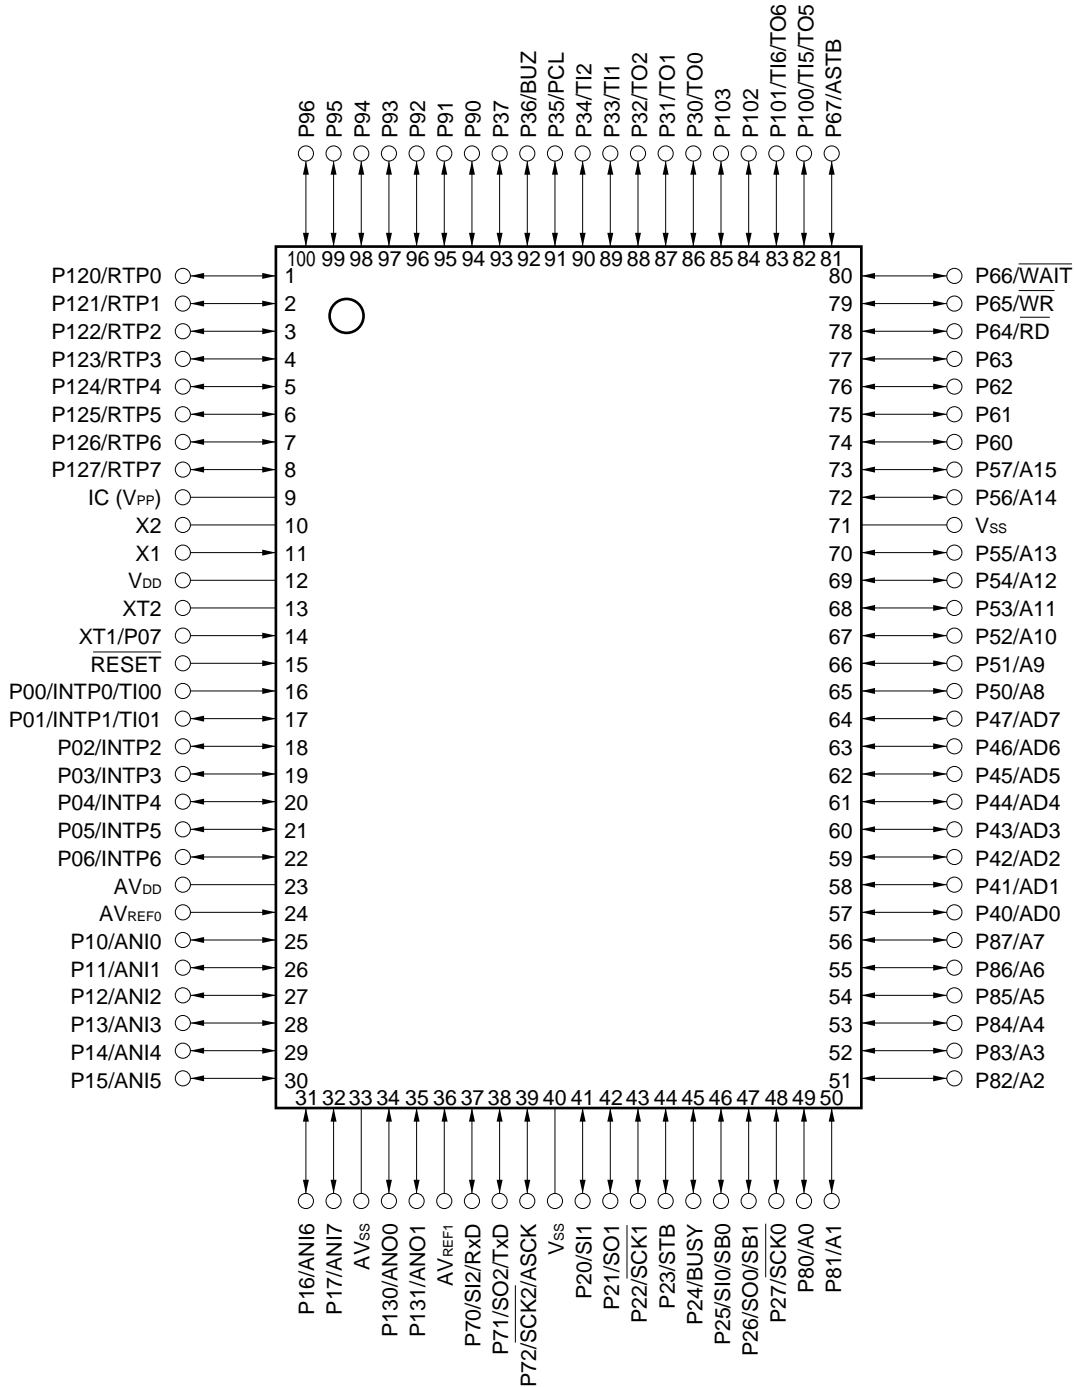 P96
P95
P94
P93
P92
P91
P90
P37
P36/BUZ
P35/PCL
P34/TI2
P33/TI1
P32/TO2
P31/TO1
P30/TO0
P103
P102
P101/TI6/TO6
P100/TI5/TO5
P67/ASTB
100 99 98 97 96 95 94 93 92 91 90 89 88 87 86 85 84 83 82 81
P120/RTP0 1 80 P66/WAIT
P121/RTP1 2 79 P65/WR
P122/RTP2 3 78 P64/RD
P123/RTP3 4 77 P63
P124/RTP4 5 76 P62
P125/RTP5 6 75 P61
P126/RTP6 7 74 P60
P127/RTP7 8 73 P57/A15
IC (VPP) 9 72 P56/A14
X2 10 71 VSS
X1 11 70 P55/A13
VDD 12 69 P54/A12
XT2 13 68 P53/A11
XT1/P07 14 67 P52/A10
RESET 15 66 P51/A9
P00/INTP0/TI00 16 65 P50/A8
P01/INTP1/TI01 17 64 P47/AD7
P02/INTP2 18 63 P46/AD6
P03/INTP3 19 62 P45/AD5
P04/INTP4 20 61 P44/AD4
P05/INTP5 21 60 P43/AD3
P06/INTP6 22 59 P42/AD2
AVDD 23 58 P41/AD1
AVREF0 24 57 P40/AD0
P10/ANI0 25 56 P87/A7
P11/ANI1 26 55 P86/A6
P12/ANI2 27 54 P85/A5
P13/ANI3 28 53 P84/A4
P14/ANI4 29 52 P83/A3
P15/ANI5 30 51 P82/A2
31 32 33 34 35 36 37 38 39 40 41 42 43 44 45 46 47 48 49 50
P16/ANI6
P17/ANI7
AVSS
P130/ANO0
P131/ANO1
AVREF1
P70/SI2/RxD
P71/SO2/TxD
P72/SCK2/ASCK
VSS
P20/SI1
P21/SO1
P22/SCK1
P23/STB
P24/BUSY
P25/SI0/SB0
P26/SO0/SB1
P27/SCK0
P80/A0
P81/A1